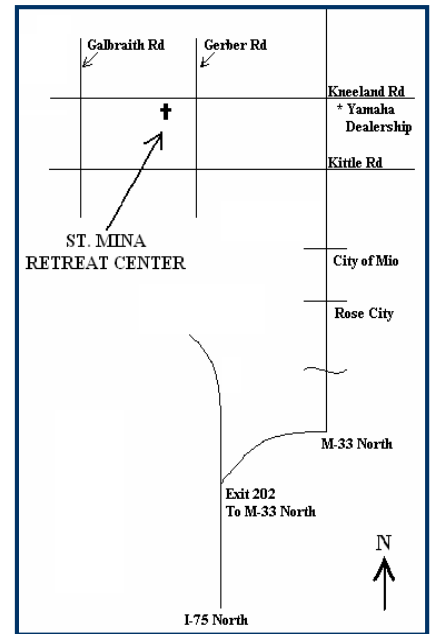 Galbraith Rd
Gerber Rd
Kneeland Rd
* Yamaha
Dealership
Kittle Rd
ST. MINA
RETREAT CENTER
City of Mio
Rose City
M-33 North
Exit 202
To M-33 North
N
I-75 North